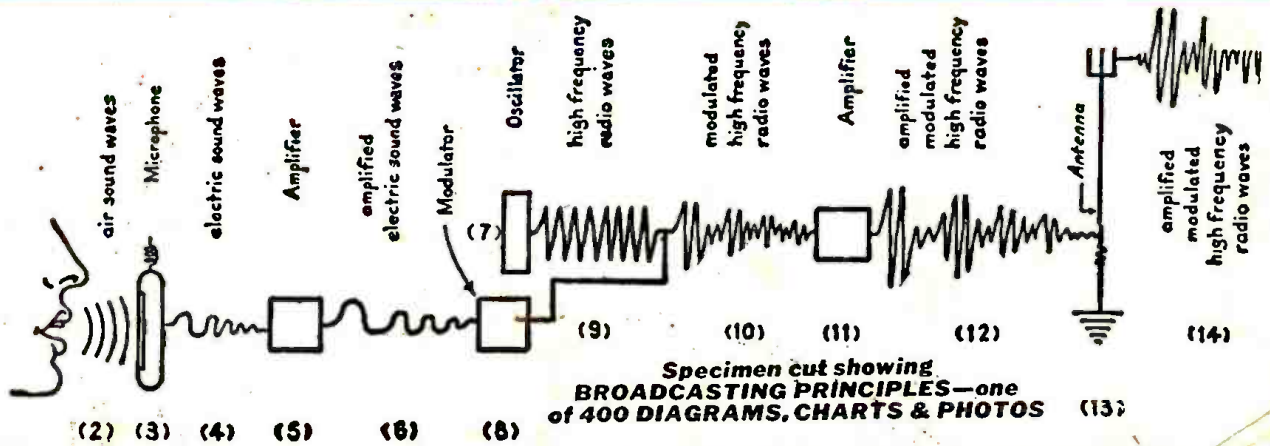 air sound waves
Microphone
electric sound waves
Amplifier
amplified
electric sound waves
Modulator
Oscillator
high frequency
radio waves
modulated
high frequency
radio waves
Amplifier
amplified
modulated
high frequency
radio waves
Antenna
amplified
modulated
high frequency
radio waves
(7)
(9)
(10)
(11)
(12)
(14)
Specimen cut showing
BROADCASTING PRINCIPLES—one
of 400 DIAGRAMS, CHARTS & PHOTOS
(13)
(2)
(3)
(4)
(5)
(6)
(8)